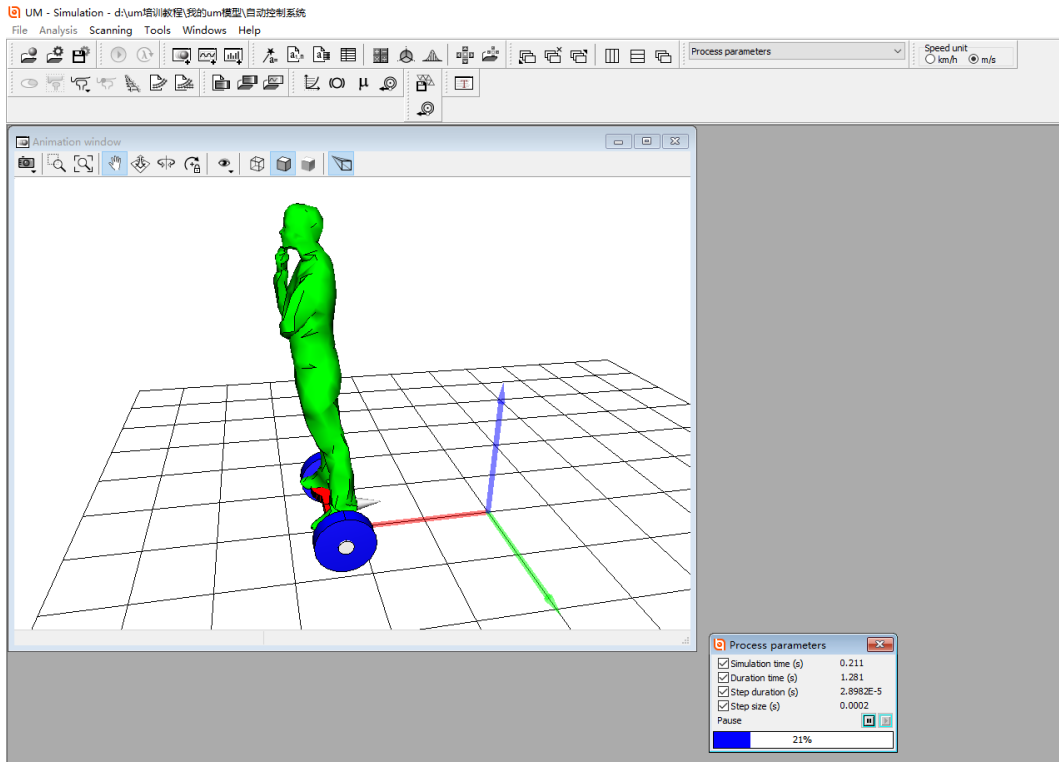 UM - Simulation - d:\um培训教程\我的um模型\自动控制系统
File Analysis Scanning Tools Windows Help
Process parameters
Speed unit
km/h m/s
T
Animation window
Process parameters
Simulation time (s) 0.211
Duration time (s) 1.281
Step duration (s) 2.8982E-5
Step size (s) 0.0002
Pause
21%